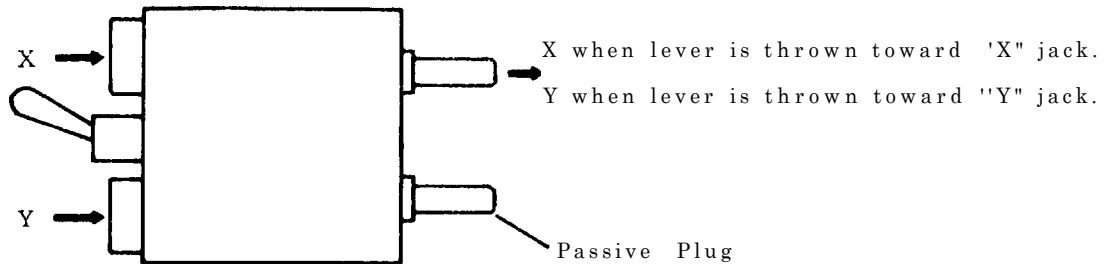 X
X when lever is thrown toward 'X" jack.
Y when lever is thrown toward ''Y" jack.
Y
Passive Plug